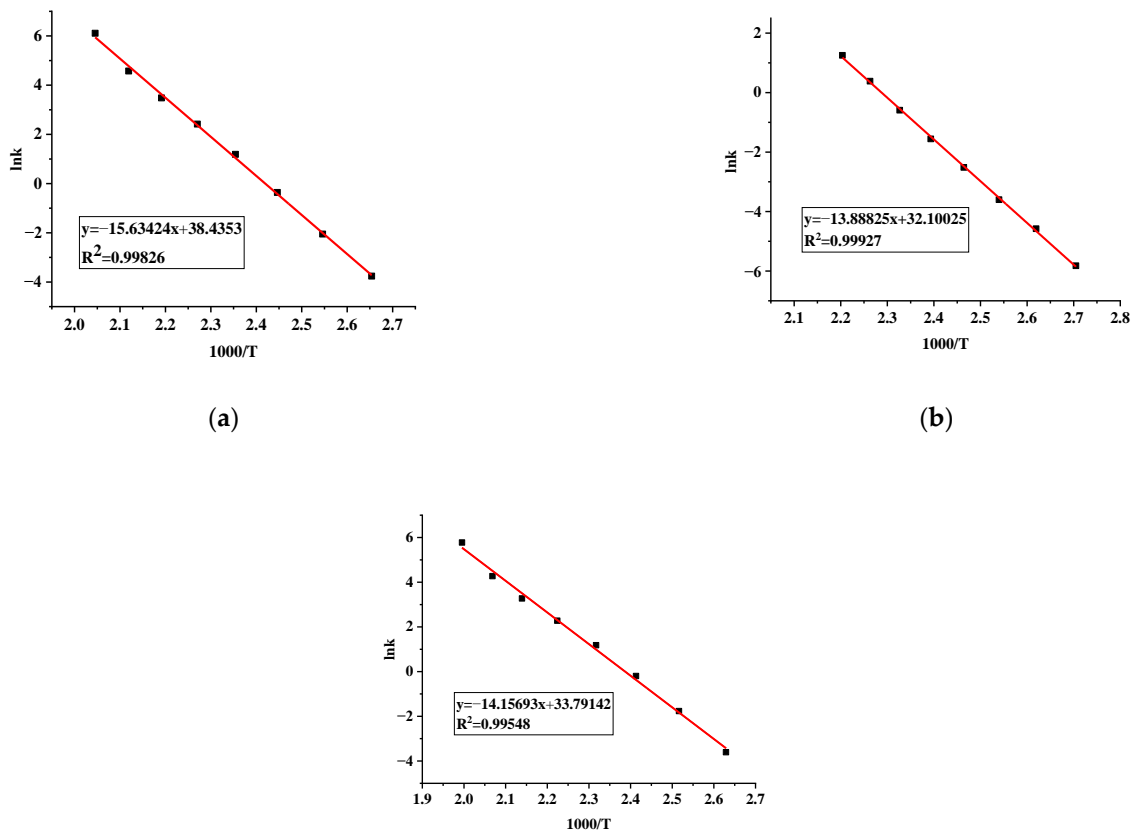 6
4
2
0
−2
−4
lnk
y=−15.63424x+38.4353
R²=0.99826
2.0 2.1 2.2 2.3 2.4 2.5 2.6 2.7
1000/T
(a)
2
0
−2
−4
−6
lnk
y=−13.88825x+32.10025
R²=0.99927
2.1 2.2 2.3 2.4 2.5 2.6 2.7 2.8
1000/T
(b)
6
4
2
0
−2
−4
lnk
y=−14.15693x+33.79142
R²=0.99548
1.9 2.0 2.1 2.2 2.3 2.4 2.5 2.6 2.7
1000/T